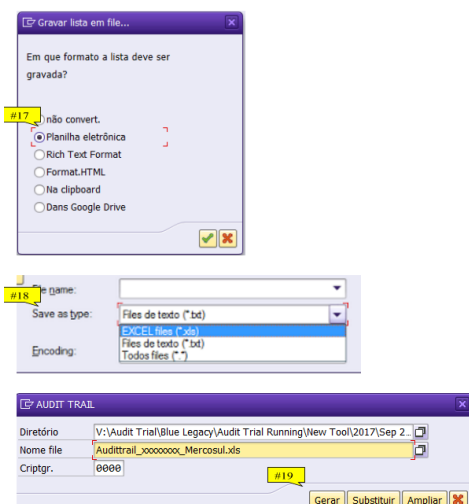 Gravar lista em file...
Em que formato a lista deve ser
gravada?
#17
não convert.
Planilha eletrônica
Rich Text Format
Format.HTML
Na clipboard
Dans Google Drive
#18
File name:
Save as type: Files de texto (*.txt)
EXCEL files (*.xls)
Files de texto (*.txt)
Encoding: Todos files (*.*)
AUDIT TRAIL
Diretório V:\Audit Trial\Blue Legacy\Audit Trial Running\New Tool\2017\Sep 2..
Nome file Audittrail_xxxxxxxx_Mercosul.xls
Criptgr. 0000
#19
Gerar Substituir Ampliar